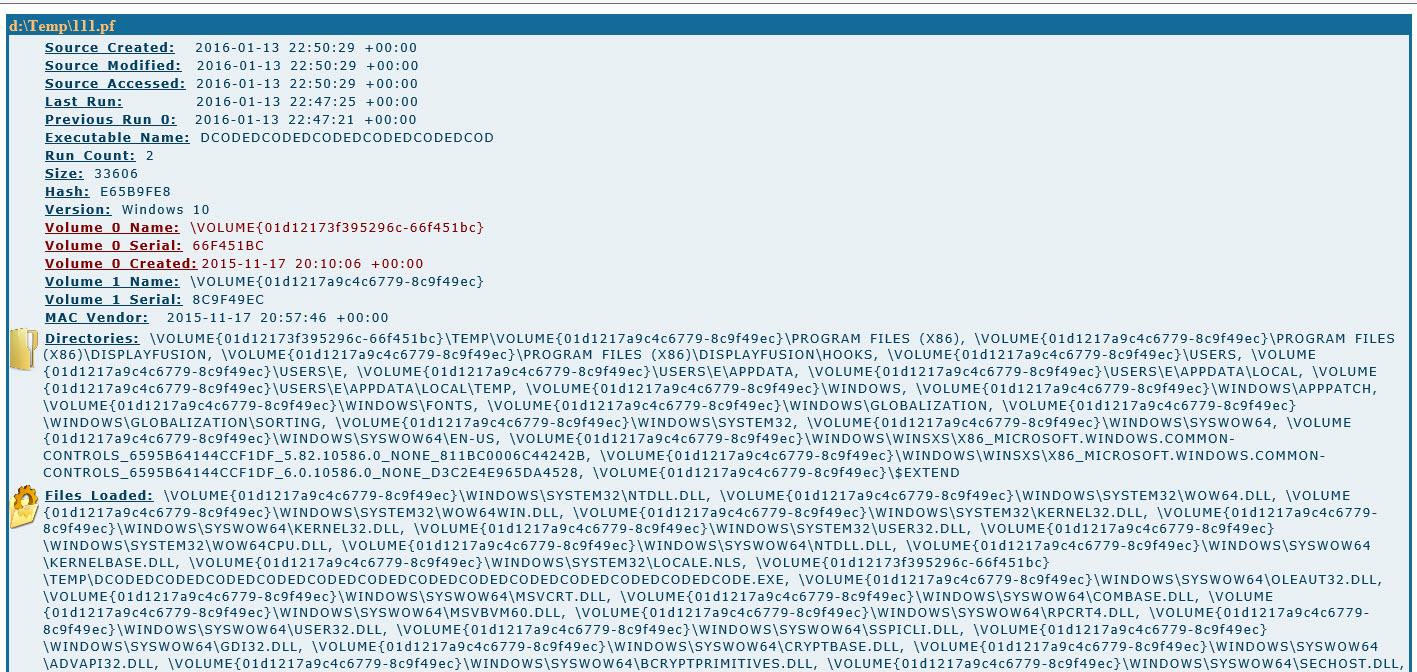 d:\Temp\111.pf
Source Created: 2016-01-13 22:50:29 +00:00
Source Modified: 2016-01-13 22:50:29 +00:00
Source Accessed: 2016-01-13 22:50:29 +00:00
Last Run: 2016-01-13 22:47:25 +00:00
Previous Run 0: 2016-01-13 22:47:21 +00:00
Executable Name: DCODEDCODEDCODEDCODEDCODEDCOD
Run Count: 2
Size: 33606
Hash: E65B9FE8
Version: Windows 10
Volume 0 Name: \VOLUME{01d12173f395296c-66f451bc}
Volume 0 Serial: 66F451BC
Volume 0 Created: 2015-11-17 20:10:06 +00:00
Volume 1 Name: \VOLUME{01d1217a9c4c6779-8c9f49ec}
Volume 1 Serial: 8C9F49EC
MAC Vendor: 2015-11-17 20:57:46 +00:00
Directories: \VOLUME{01d12173f395296c-66f451bc}\TEMP\VOLUME{01d1217a9c4c6779-8c9f49ec}\PROGRAM FILES (X86), \VOLUME{01d1217a9c4c6779-8c9f49ec}\PROGRAM FILES
(X86)\DISPLAYFUSION, \VOLUME{01d1217a9c4c6779-8c9f49ec}\PROGRAM FILES (X86)\DISPLAYFUSION\HOOKS, \VOLUME{01d1217a9c4c6779-8c9f49ec}\USERS, \VOLUME
{01d1217a9c4c6779-8c9f49ec}\USERS\E, \VOLUME{01d1217a9c4c6779-8c9f49ec}\USERS\E\APPDATA, \VOLUME{01d1217a9c4c6779-8c9f49ec}\USERS\E\APPDATA\LOCAL, \VOLUME
{01d1217a9c4c6779-8c9f49ec}\USERS\E\APPDATA\LOCAL\TEMP, \VOLUME{01d1217a9c4c6779-8c9f49ec}\WINDOWS, \VOLUME{01d1217a9c4c6779-8c9f49ec}\WINDOWS\APPPATCH,
\VOLUME{01d1217a9c4c6779-8c9f49ec}\WINDOWS\FONTS, \VOLUME{01d1217a9c4c6779-8c9f49ec}\WINDOWS\GLOBALIZATION, \VOLUME{01d1217a9c4c6779-8c9f49ec}
\WINDOWS\GLOBALIZATION\SORTING, \VOLUME{01d1217a9c4c6779-8c9f49ec}\WINDOWS\SYSTEM32, \VOLUME{01d1217a9c4c6779-8c9f49ec}\WINDOWS\SYSWOW64, \VOLUME
{01d1217a9c4c6779-8c9f49ec}\WINDOWS\SYSWOW64\EN-US, \VOLUME{01d1217a9c4c6779-8c9f49ec}\WINDOWS\WINSXS\X86_MICROSOFT.WINDOWS.COMMON-
CONTROLS_6595B64144CCF1DF_5.82.10586.0_NONE_811BC0006C44242B, \VOLUME{01d1217a9c4c6779-8c9f49ec}\WINDOWS\WINSXS\X86_MICROSOFT.WINDOWS.COMMON-
CONTROLS_6595B64144CCF1DF_6.0.10586.0_NONE_D3C2E4E965DA4528, \VOLUME{01d1217a9c4c6779-8c9f49ec}\$EXTEND
Files Loaded: \VOLUME{01d1217a9c4c6779-8c9f49ec}\WINDOWS\SYSTEM32\NTDLL.DLL, \VOLUME{01d1217a9c4c6779-8c9f49ec}\WINDOWS\SYSTEM32\WOW64.DLL, \VOLUME
{01d1217a9c4c6779-8c9f49ec}\WINDOWS\SYSTEM32\WOW64WIN.DLL, \VOLUME{01d1217a9c4c6779-8c9f49ec}\WINDOWS\SYSTEM32\KERNEL32.DLL, \VOLUME{01d1217a9c4c6779-
8c9f49ec}\WINDOWS\SYSWOW64\KERNEL32.DLL, \VOLUME{01d1217a9c4c6779-8c9f49ec}\WINDOWS\SYSTEM32\USER32.DLL, \VOLUME{01d1217a9c4c6779-8c9f49ec}
\WINDOWS\SYSTEM32\WOW64CPU.DLL, \VOLUME{01d1217a9c4c6779-8c9f49ec}\WINDOWS\SYSWOW64\NTDLL.DLL, \VOLUME{01d1217a9c4c6779-8c9f49ec}\WINDOWS\SYSWOW64
\KERNELBASE.DLL, \VOLUME{01d1217a9c4c6779-8c9f49ec}\WINDOWS\SYSTEM32\LOCALE.NLS, \VOLUME{01d12173f395296c-66f451bc}
\TEMP\DCODEDCODEDCODEDCODEDCODEDCODEDCODEDCODEDCODEDCODEDCODEDCODE.EXE, \VOLUME{01d1217a9c4c6779-8c9f49ec}\WINDOWS\SYSWOW64\OLEAUT32.DLL,
\VOLUME{01d1217a9c4c6779-8c9f49ec}\WINDOWS\SYSWOW64\MSVCRT.DLL, \VOLUME{01d1217a9c4c6779-8c9f49ec}\WINDOWS\SYSWOW64\COMBASE.DLL, \VOLUME
{01d1217a9c4c6779-8c9f49ec}\WINDOWS\SYSWOW64\MSVBVM60.DLL, \VOLUME{01d1217a9c4c6779-8c9f49ec}\WINDOWS\SYSWOW64\RPCRT4.DLL, \VOLUME{01d1217a9c4c6779-
8c9f49ec}\WINDOWS\SYSWOW64\USER32.DLL, \VOLUME{01d1217a9c4c6779-8c9f49ec}\WINDOWS\SYSWOW64\SSPICLI.DLL, \VOLUME{01d1217a9c4c6779-8c9f49ec}
\WINDOWS\SYSWOW64\GDI32.DLL, \VOLUME{01d1217a9c4c6779-8c9f49ec}\WINDOWS\SYSWOW64\CRYPTBASE.DLL, \VOLUME{01d1217a9c4c6779-8c9f49ec}\WINDOWS\SYSWOW64
\ADVAPI32.DLL, \VOLUME{01d1217a9c4c6779-8c9f49ec}\WINDOWS\SYSWOW64\BCRYPTPRIMITIVES.DLL, \VOLUME{01d1217a9c4c6779-8c9f49ec}\WINDOWS\SYSWOW64\SECHOST.DLL,